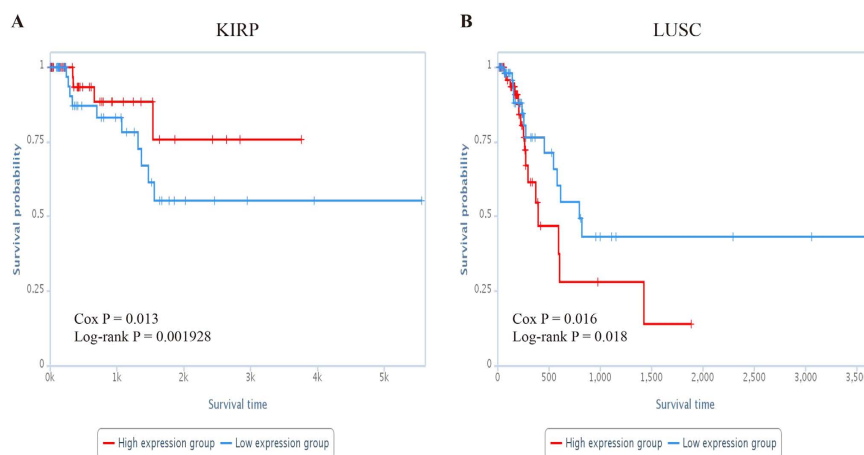 A
KIRP
1
0.75
0.5
0.25
0
Survival probability
Cox P = 0.013
Log-rank P = 0.001928
0k
1k
2k
3k
4k
5k
Survival time
High expression group
Low expression group
B
LUSC
1
0.75
0.5
0.25
0
Survival probability
Cox P = 0.016
Log-rank P = 0.018
0
500
1,000
1,500
2,000
2,500
3,000
Survival time
High expression group
Low expression group